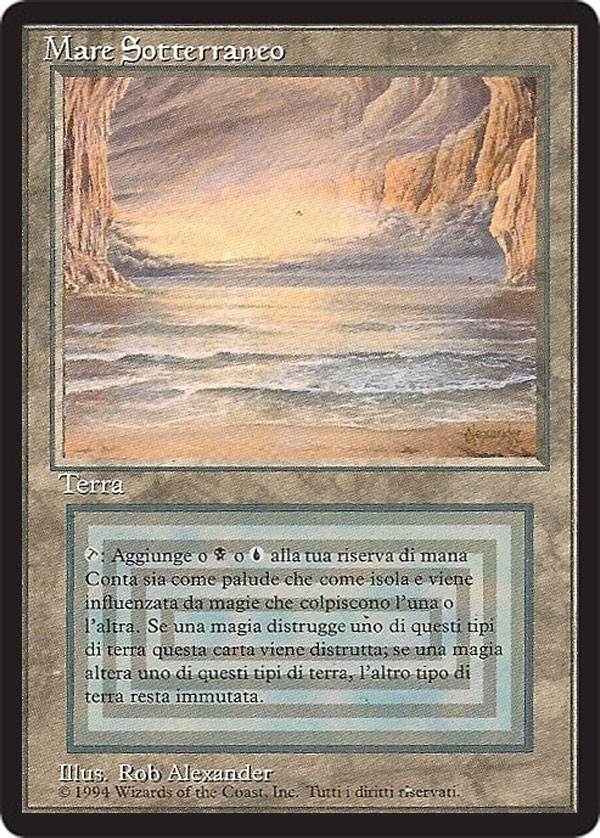 Mare Sotterraneo
Alexander
Terra
: Aggiunge o o alla tua riserva di mana
Conta sia come palude che come isola e viene
influenzata da magie che colpiscono l'una o
l'altra. Se una magia distrugge uno di questi tipi
di terra questa carta viene distrutta; se una magia
altera uno di questi tipi di terra, l'altro tipo di
terra resta immutata.
Illus. Rob Alexander
© 1994 Wizards of the Coast, Inc. Tutti i diritti riservati.